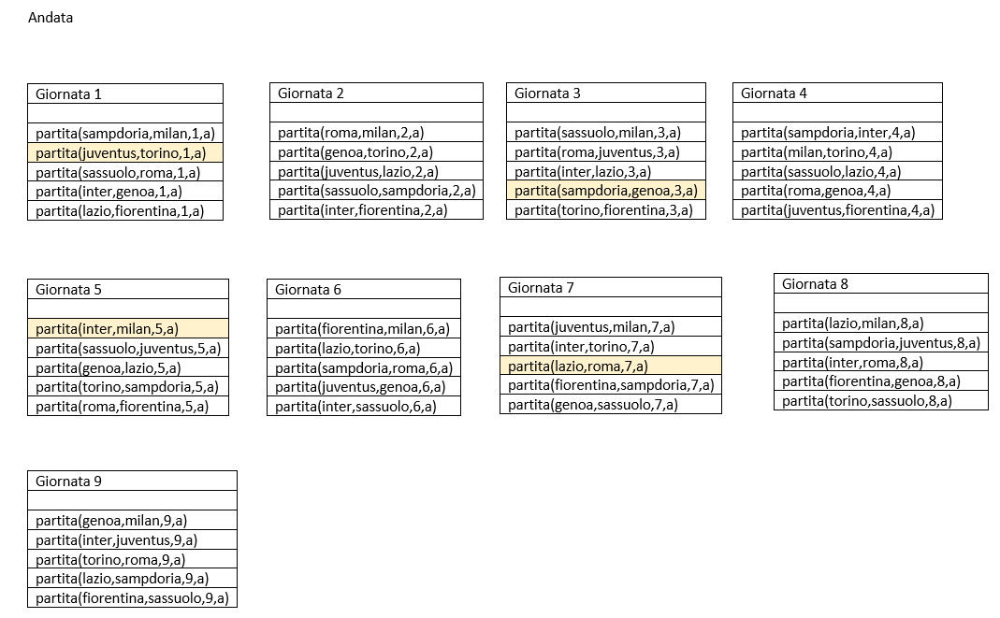 Andata
Giornata 1
partita(sampdoria,milan,1,a)
partita(juventus,torino,1,a)
partita(sassuolo,roma,1,a)
partita(inter,genoa,1,a)
partita(lazio,fiorentina,1,a)
Giornata 2
partita(roma,milan,2,a)
partita(genoa,torino,2,a)
partita(juventus,lazio,2,a)
partita(sassuolo,sampdoria,2,a)
partita(inter,fiorentina,2,a)
Giornata 3
partita(sassuolo,milan,3,a)
partita(roma,juventus,3,a)
partita(inter,lazio,3,a)
partita(sampdoria,genoa,3,a)
partita(torino,fiorentina,3,a)
Giornata 4
partita(sampdoria,inter,4,a)
partita(milan,torino,4,a)
partita(sassuolo,lazio,4,a)
partita(roma,genoa,4,a)
partita(juventus,fiorentina,4,a)
Giornata 5
partita(inter,milan,5,a)
partita(sassuolo,juventus,5,a)
partita(genoa,lazio,5,a)
partita(torino,sampdoria,5,a)
partita(roma,fiorentina,5,a)
Giornata 6
partita(fiorentina,milan,6,a)
partita(lazio,torino,6,a)
partita(sampdoria,roma,6,a)
partita(juventus,genoa,6,a)
partita(inter,sassuolo,6,a)
Giornata 7
partita(juventus,milan,7,a)
partita(inter,torino,7,a)
partita(lazio,roma,7,a)
partita(fiorentina,sampdoria,7,a)
partita(genoa,sassuolo,7,a)
Giornata 8
partita(lazio,milan,8,a)
partita(sampdoria,juventus,8,a)
partita(inter,roma,8,a)
partita(fiorentina,genoa,8,a)
partita(torino,sassuolo,8,a)
Giornata 9
partita(genoa,milan,9,a)
partita(inter,juventus,9,a)
partita(torino,roma,9,a)
partita(lazio,sampdoria,9,a)
partita(fiorentina,sassuolo,9,a)